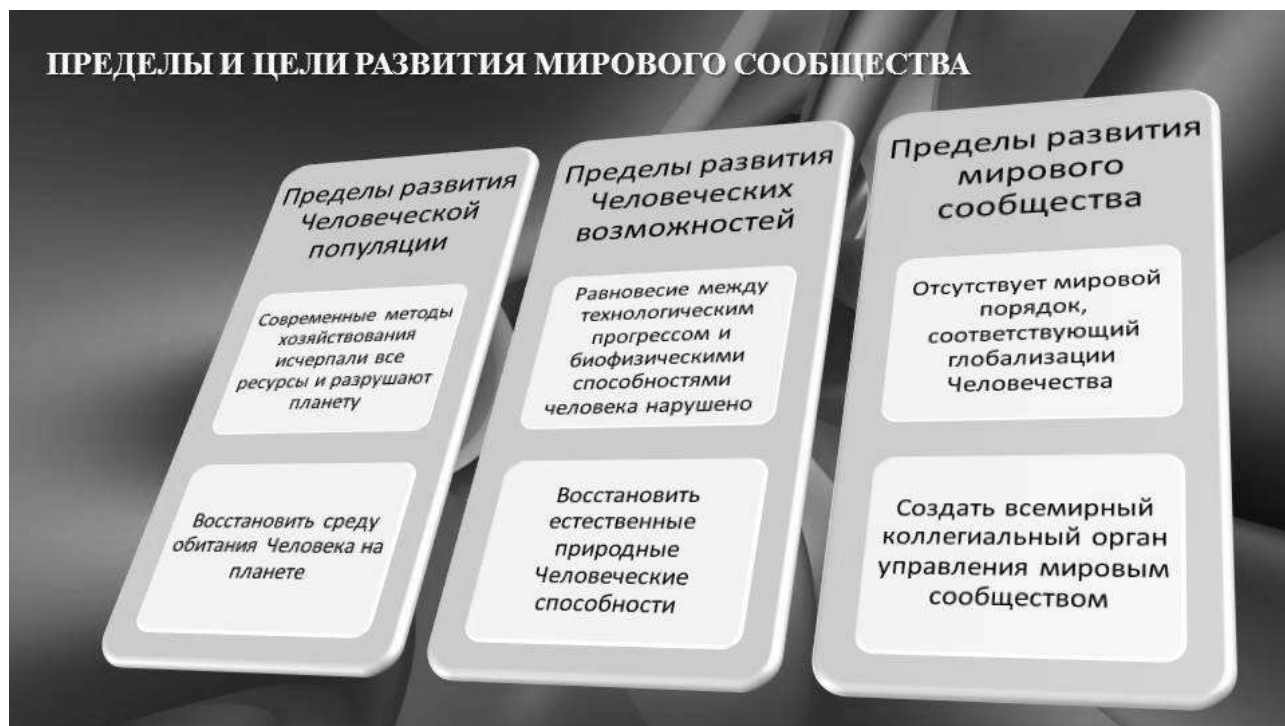 ПРЕДЕЛЫ И ЦЕЛИ РАЗВИТИЯ МИРОВОГО СООБЩЕСТВА
Пределы развития
Человеческой
популяции
Современные методы
хозяйствования
исчерпали все
ресурсы и разрушают
планету
Восстановить среду
обитания Человека на
планете
Пределы развития
Человеческих
возможностей
Равновесие между
технологическим
прогрессом и
биофизическими
способностями
человека нарушено
Восстановить
естественные
природные
Человеческие
способности
Пределы развития
мирового
сообщества
Отсутствует мировой
порядок,
соответствующий
глобализации
Человечества
Создать всемирный
коллегиальный орган
управления мировым
сообществом